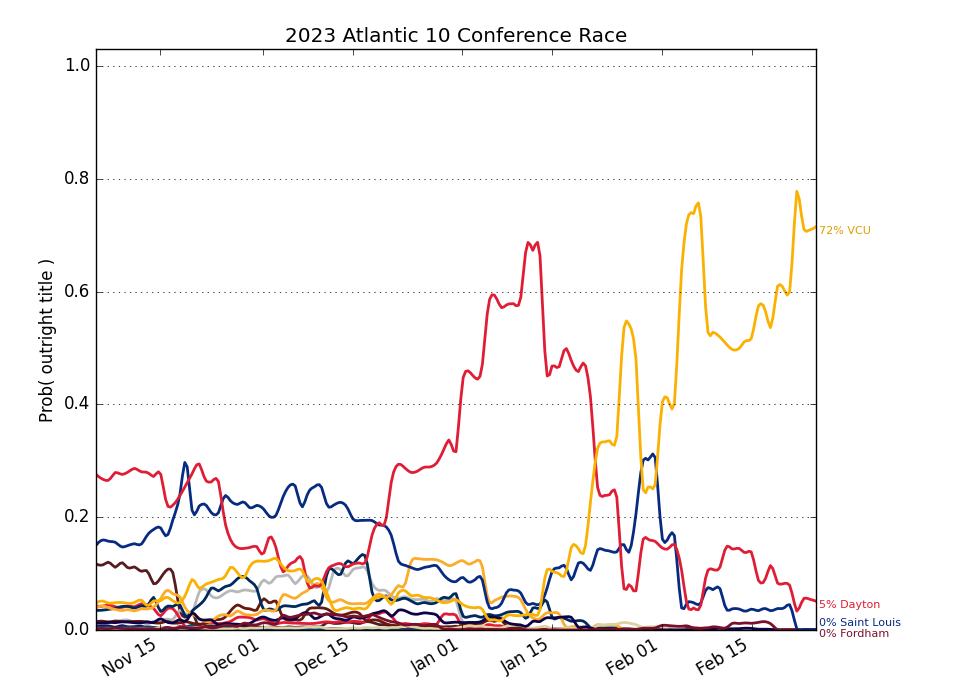 2023 Atlantic 10 Conference Race
Prob( outright title )
1.0
0.8
0.6
0.4
0.2
0.0
72% VCU
5% Dayton
0% Saint Louis
0% Fordham
Nov 15
Dec 01
Dec 15
Jan 01
Jan 15
Feb 01
Feb 15